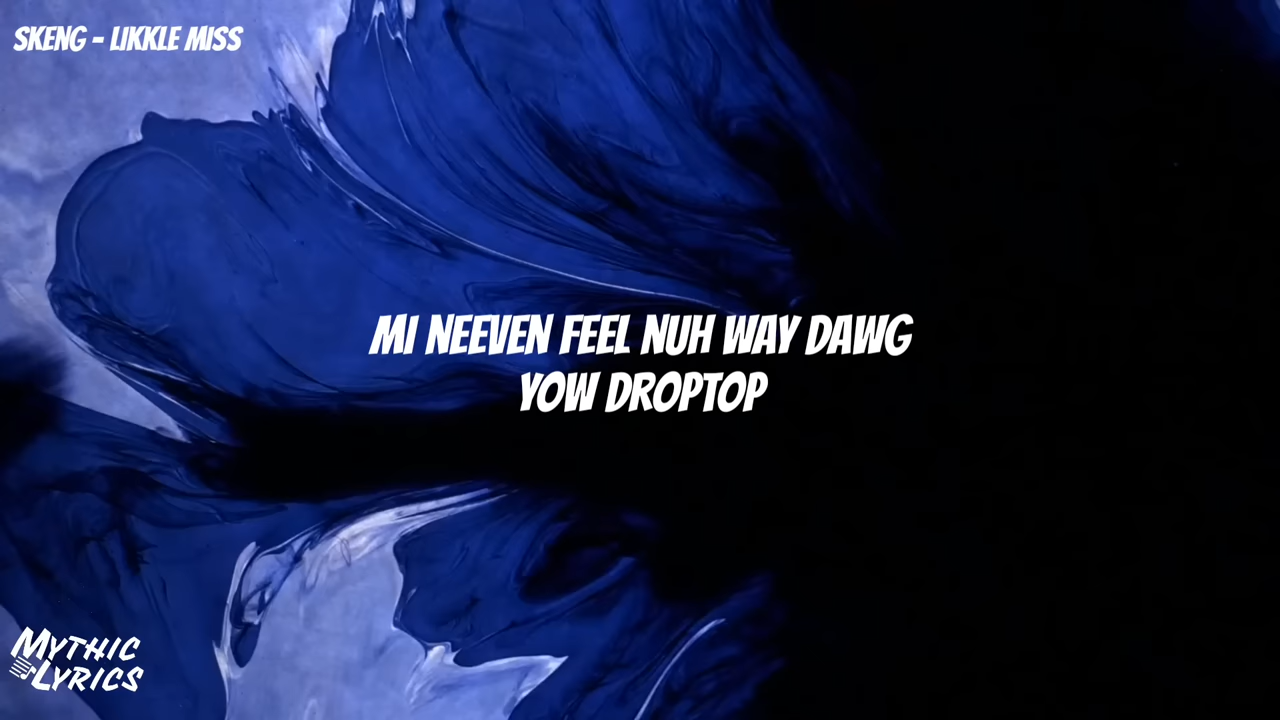 SKENG - LIKKLE MISS
MI NEEVEN FEEL NUH WAY DAWG
YOW DROPTOP
MYTHIC
LYRICS